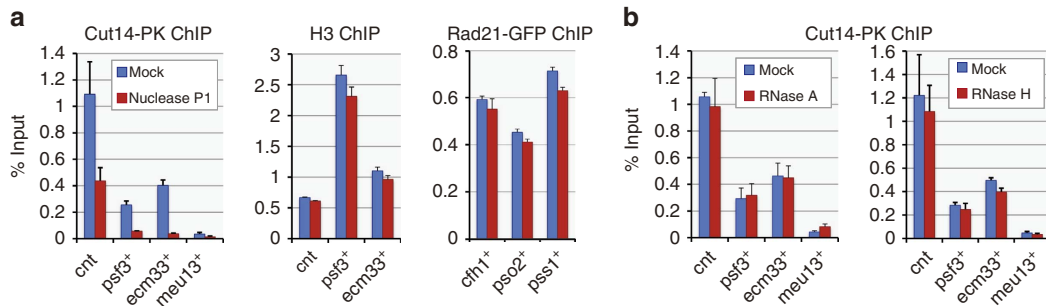 a
Cut14-PK ChIP
H3 ChIP
Rad21-GFP ChIP
b
Cut14-PK ChIP
% Input
1.4
1.2
1
0.8
0.6
0.4
0.2
0
Mock
Nuclease P1
cnt
psf3+
ecm33+
meu13+
3
2.5
2
1.5
1
0.5
0
psf3+
ecm33+
cnt
0.8
0.6
0.4
0.2
0
cfh1+
pso2+
pss1+
% Input
1.4
1.2
1
0.8
0.6
0.4
0.2
0
Mock
RNase A
cnt
psf3+
ecm33+
meu13+
1.6
1.4
1.2
1.0
0.8
0.6
0.4
0.2
0
Mock
RNase H
cnt
psf3+
ecm33+
meu13+